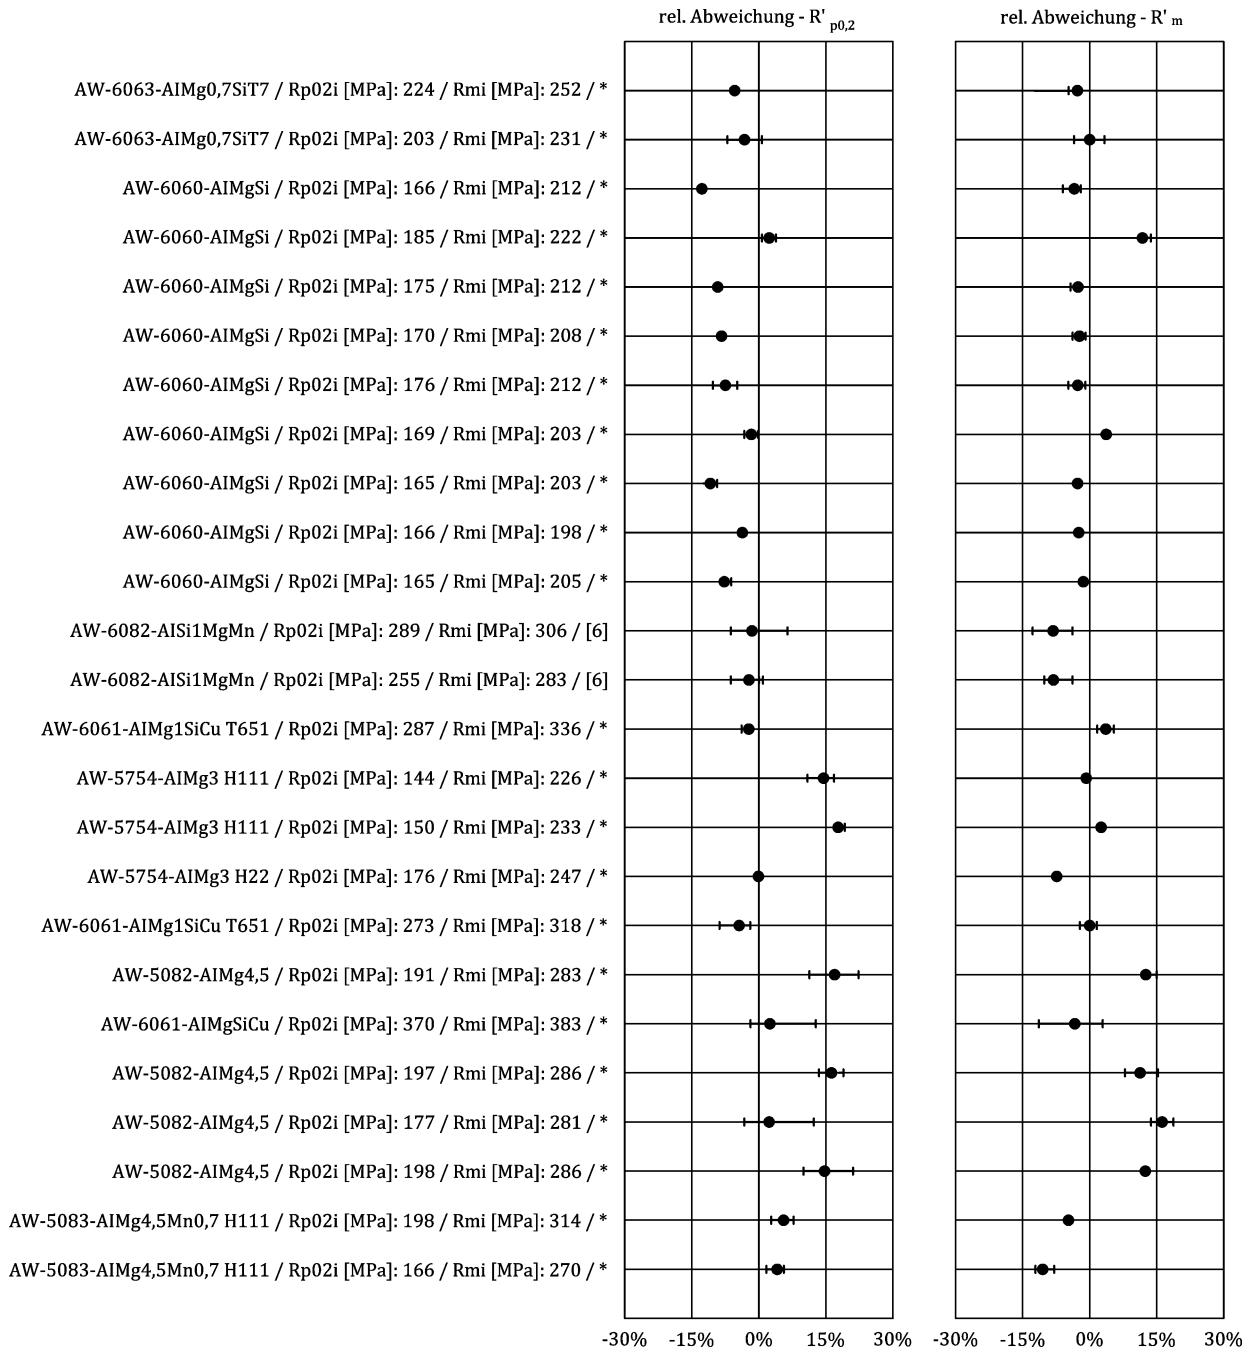 rel. Abweichung - R' p0,2
rel. Abweichung - R' m
AW-6063-AlMg0,7SiT7 / Rp02i [MPa]: 224 / Rmi [MPa]: 252 / *
AW-6063-AlMg0,7SiT7 / Rp02i [MPa]: 203 / Rmi [MPa]: 231 / *
AW-6060-AlMgSi / Rp02i [MPa]: 166 / Rmi [MPa]: 212 / *
AW-6060-AlMgSi / Rp02i [MPa]: 185 / Rmi [MPa]: 222 / *
AW-6060-AlMgSi / Rp02i [MPa]: 175 / Rmi [MPa]: 212 / *
AW-6060-AlMgSi / Rp02i [MPa]: 170 / Rmi [MPa]: 208 / *
AW-6060-AlMgSi / Rp02i [MPa]: 176 / Rmi [MPa]: 212 / *
AW-6060-AlMgSi / Rp02i [MPa]: 169 / Rmi [MPa]: 203 / *
AW-6060-AlMgSi / Rp02i [MPa]: 165 / Rmi [MPa]: 203 / *
AW-6060-AlMgSi / Rp02i [MPa]: 166 / Rmi [MPa]: 198 / *
AW-6060-AlMgSi / Rp02i [MPa]: 165 / Rmi [MPa]: 205 / *
AW-6082-AlSi1MgMn / Rp02i [MPa]: 289 / Rmi [MPa]: 306 / [6]
AW-6082-AlSi1MgMn / Rp02i [MPa]: 255 / Rmi [MPa]: 283 / [6]
AW-6061-AlMg1SiCu T651 / Rp02i [MPa]: 287 / Rmi [MPa]: 336 / *
AW-5754-AlMg3 H111 / Rp02i [MPa]: 144 / Rmi [MPa]: 226 / *
AW-5754-AlMg3 H111 / Rp02i [MPa]: 150 / Rmi [MPa]: 233 / *
AW-5754-AlMg3 H22 / Rp02i [MPa]: 176 / Rmi [MPa]: 247 / *
AW-6061-AlMg1SiCu T651 / Rp02i [MPa]: 273 / Rmi [MPa]: 318 / *
AW-5082-AlMg4,5 / Rp02i [MPa]: 191 / Rmi [MPa]: 283 / *
AW-6061-AlMgSiCu / Rp02i [MPa]: 370 / Rmi [MPa]: 383 / *
AW-5082-AlMg4,5 / Rp02i [MPa]: 197 / Rmi [MPa]: 286 / *
AW-5082-AlMg4,5 / Rp02i [MPa]: 177 / Rmi [MPa]: 281 / *
AW-5082-AlMg4,5 / Rp02i [MPa]: 198 / Rmi [MPa]: 286 / *
AW-5083-AlMg4,5Mn0,7 H111 / Rp02i [MPa]: 198 / Rmi [MPa]: 314 / *
AW-5083-AlMg4,5Mn0,7 H111 / Rp02i [MPa]: 166 / Rmi [MPa]: 270 / *
-30% -15% 0% 15% 30%
-30% -15% 0% 15% 30%